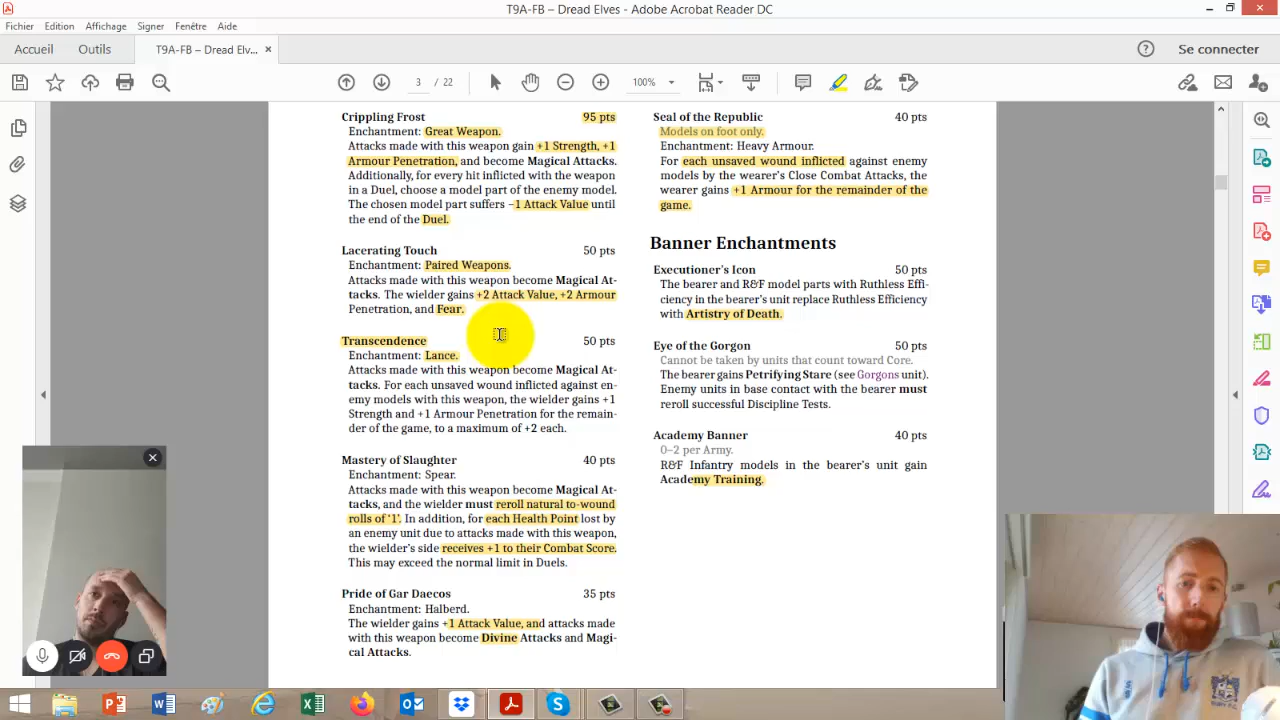 T9A-FB – Dread Elves - Adobe Acrobat Reader DC
Fichier Edition Affichage Signer Fenêtre Aide
Accueil Outils T9A-FB – Dread Elv... × Se connecter
3 / 22 100%
Crippling Frost 95 pts
Enchantment: Great Weapon.
Attacks made with this weapon gain +1 Strength, +1
Armour Penetration, and become Magical Attacks.
Additionally, for every hit inflicted with the weapon
in a Duel, choose a model part of the enemy model.
The chosen model part suffers –1 Attack Value until
the end of the Duel.
Lacerating Touch 50 pts
Enchantment: Paired Weapons.
Attacks made with this weapon become Magical At-
tacks. The wielder gains +2 Attack Value, +2 Armour
Penetration, and Fear.
Transcendence 50 pts
Enchantment: Lance.
Attacks made with this weapon become Magical At-
tacks. For each unsaved wound inflicted against en-
emy models with this weapon, the wielder gains +1
Strength and +1 Armour Penetration for the remain-
der of the game, to a maximum of +2 each.
Mastery of Slaughter 40 pts
Enchantment: Spear.
Attacks made with this weapon become Magical At-
tacks, and the wielder must reroll natural to-wound
rolls of ‘1’. In addition, for each Health Point lost by
an enemy unit due to attacks made with this weapon,
the wielder’s side receives +1 to their Combat Score.
This may exceed the normal limit in Duels.
Pride of Gar Daecos 35 pts
Enchantment: Halberd.
The wielder gains +1 Attack Value, and attacks made
with this weapon become Divine Attacks and Magi-
cal Attacks.
Seal of the Republic 40 pts
Models on foot only.
Enchantment: Heavy Armour.
For each unsaved wound inflicted against enemy
models by the wearer’s Close Combat Attacks, the
wearer gains +1 Armour for the remainder of the
game.
Banner Enchantments
Executioner’s Icon 50 pts
The bearer and R&F model parts with Ruthless Effi-
ciency in the bearer’s unit replace Ruthless Efficiency
with Artistry of Death.
Eye of the Gorgon 50 pts
Cannot be taken by units that count toward Core.
The bearer gains Petrifying Stare (see Gorgons unit).
Enemy units in base contact with the bearer must
reroll successful Discipline Tests.
Academy Banner 40 pts
0–2 per Army.
R&F Infantry models in the bearer’s unit gain
Academy Training.